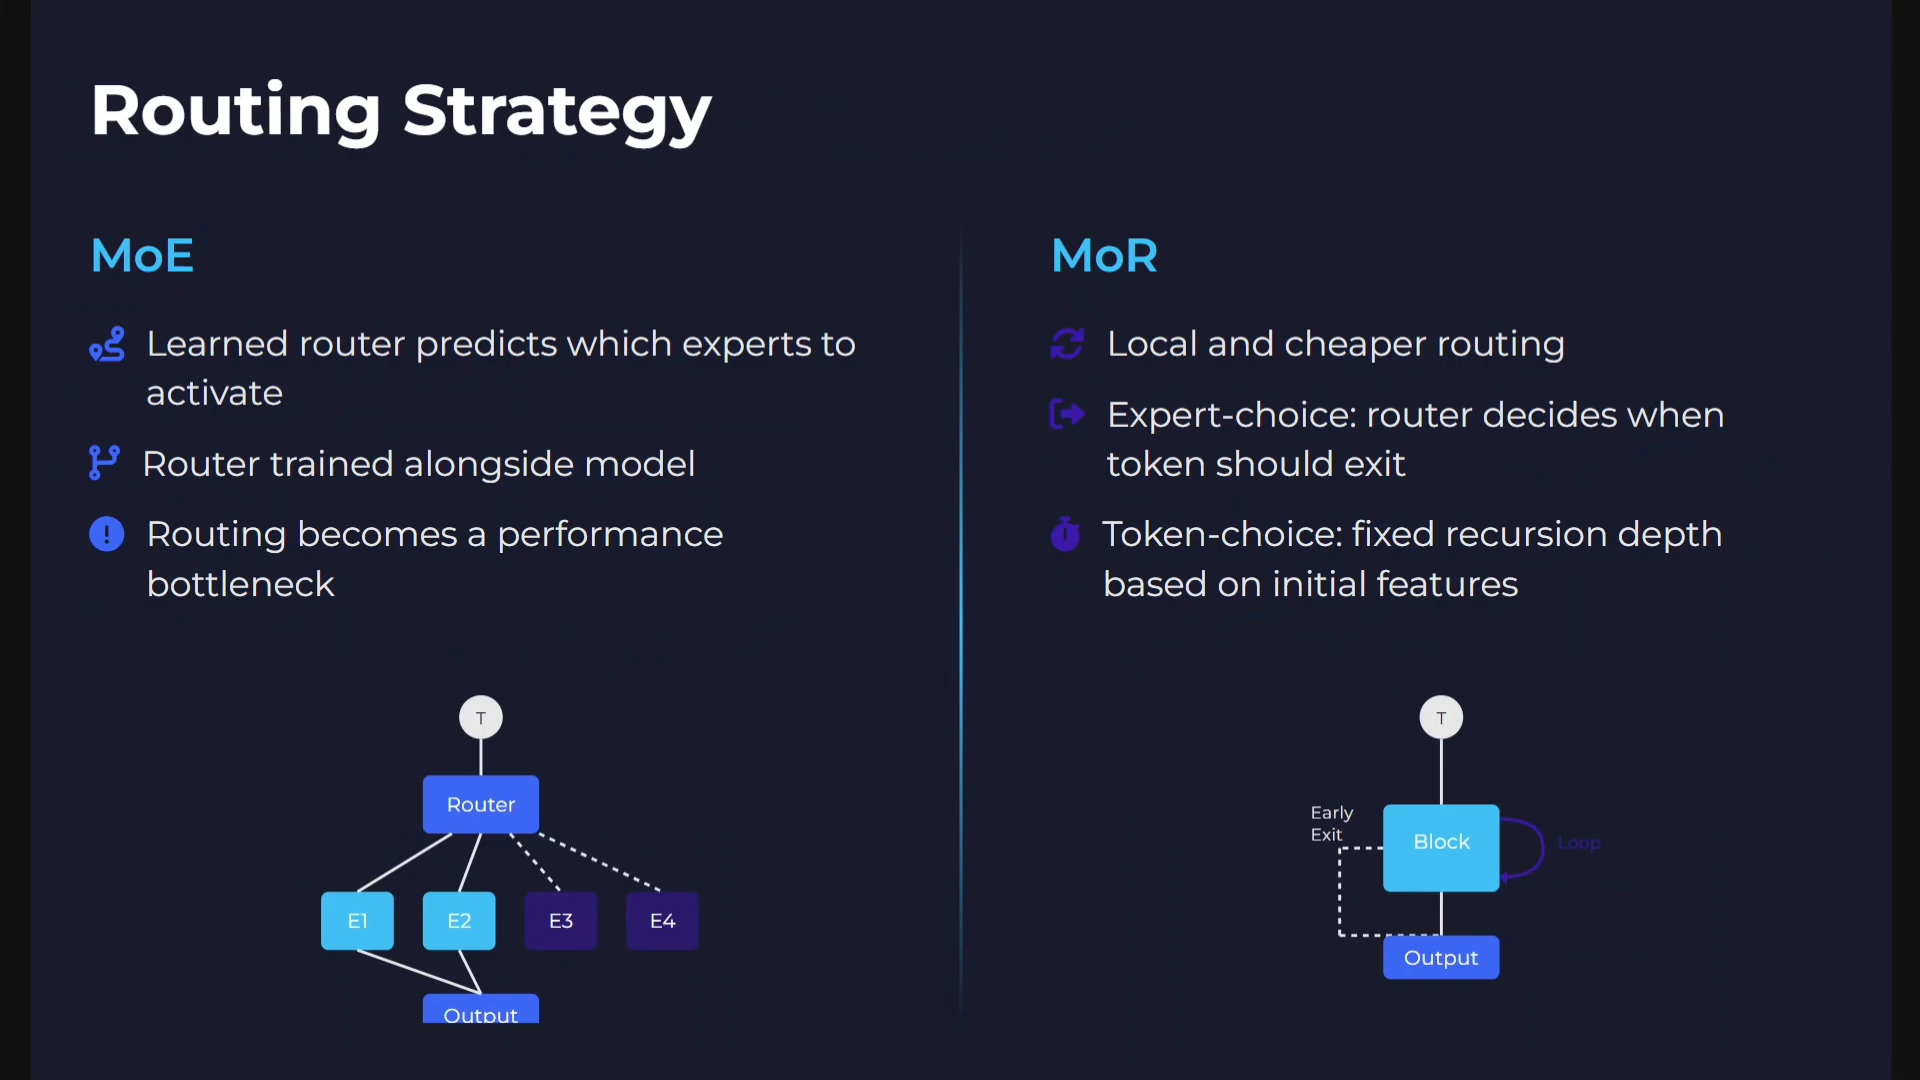 Routing Strategy
MoE
Learned router predicts which experts to
activate
Router trained alongside model
Routing becomes a performance
bottleneck
T
Router
E1
E2
E3
E4
Output
MoR
Local and cheaper routing
Expert-choice: router decides when
token should exit
Token-choice: fixed recursion depth
based on initial features
T
Early
Exit
Block
Loop
Output